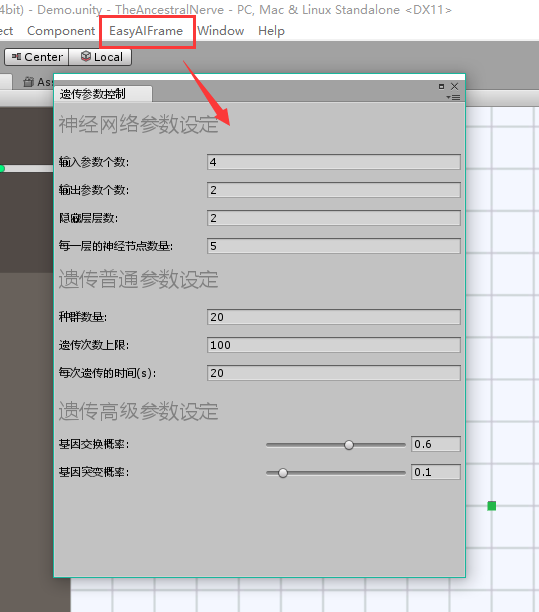 4bit) - Demo.unity - TheAncestralNerve - PC, Mac & Linux Standalone <DX11>
ect Component EasyAIFrame Window Help
Center Local
遗传参数控制
神经网络参数设定
输入参数个数: 4
输出参数个数: 2
隐藏层层数: 2
每一层的神经节点数量: 5
遗传普通参数设定
种群数量: 20
遗传次数上限: 100
每次遗传的时间(s): 20
遗传高级参数设定
基因交换概率: 0.6
基因突变概率: 0.1